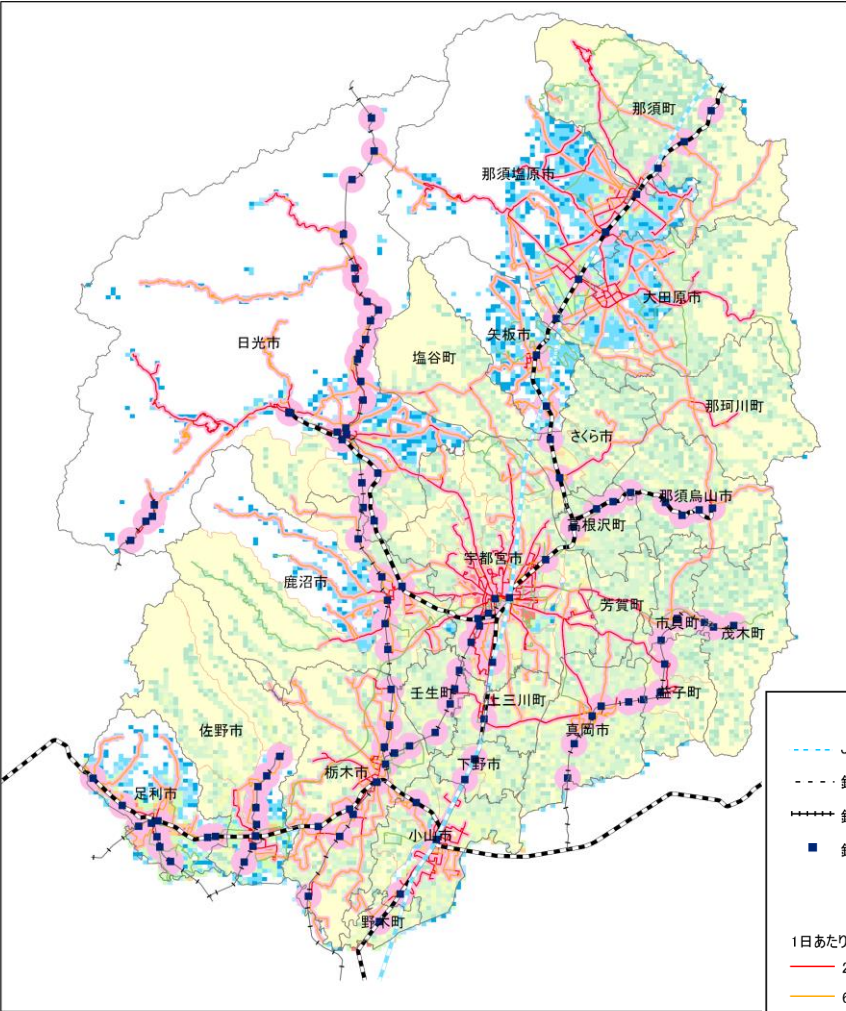 那須町
那須塩原市
大田原市
日光市
矢板市
塩谷町
那珂川町
さくら市
那須烏山市
高根沢町
宇都宮市
鹿沼市
芳賀町
市貝町
茂木町
壬生町
上三川町
益子町
佐野市
真岡市
下野市
栃木市
足利市
小山市
野木町
1日あたり
2
6